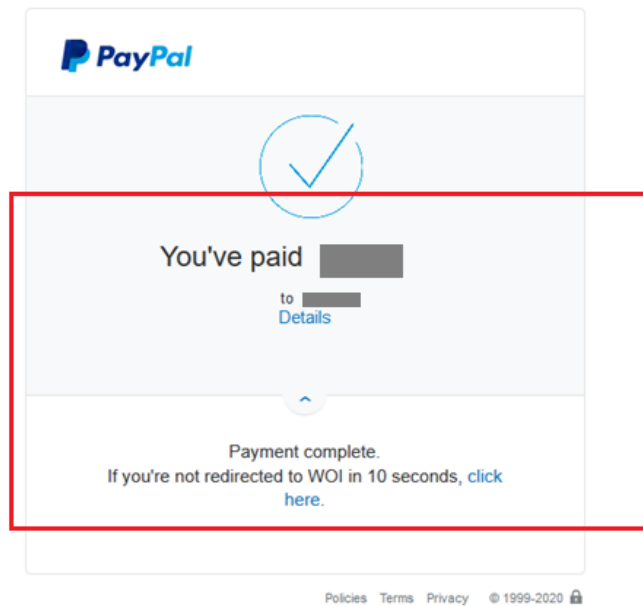 PayPal
You've paid
to
Details
Payment complete.
If you're not redirected to WOI in 10 seconds, click
here.
Policies Terms Privacy © 1999-2020